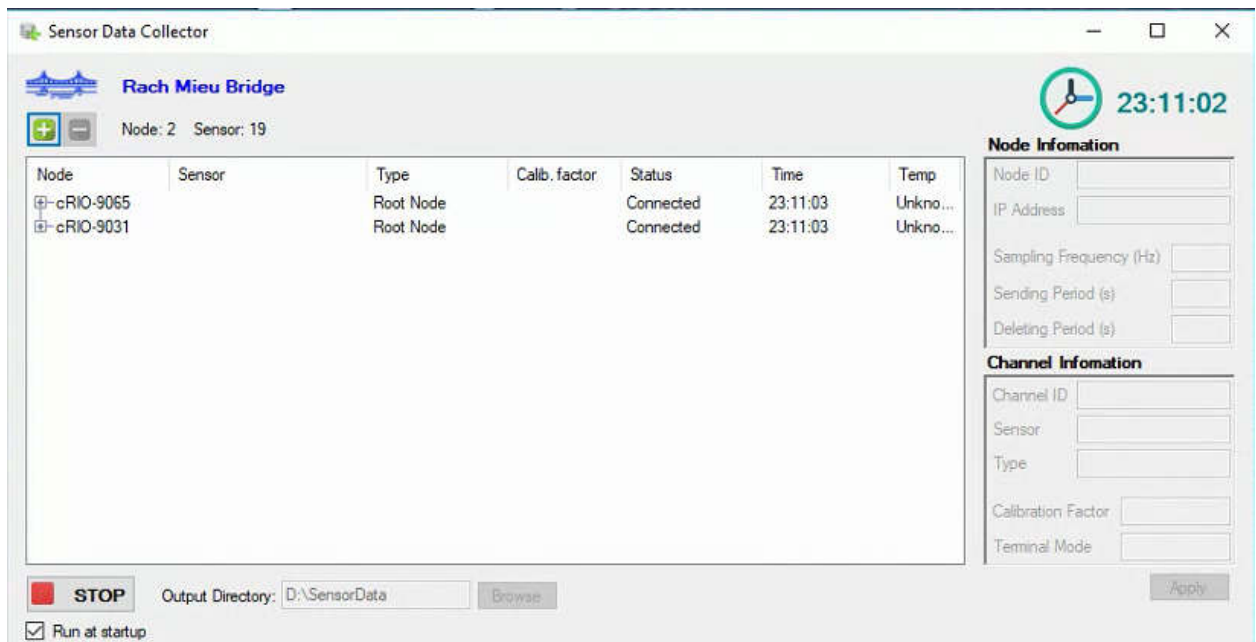 Sensor Data Collector
Rach Mieu Bridge
23:11:02
Node: 2 Sensor: 19
Node Infomation
Node Sensor Type Calib. factor Status Time Temp
cRIO-9065 Root Node Connected 23:11:03 Unkno...
cRIO-9031 Root Node Connected 23:11:03 Unkno...
Node ID
IP Address
Sampling Frequency (Hz)
Sending Period (s)
Deleting Period (s)
Channel Infomation
Channel ID
Sensor
Type
Calibration Factor
Terminal Mode
Apply
STOP Output Directory: D:\SensorData Browse
Run at startup